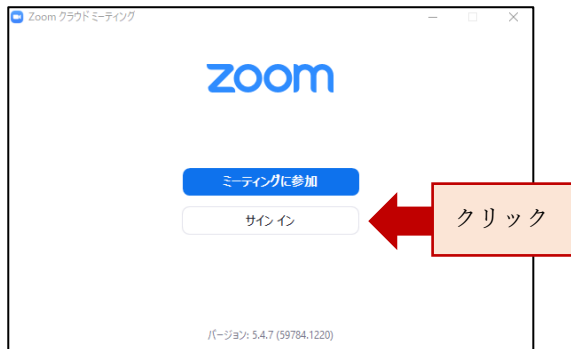 Zoom クラウド ミーティング
zoom
ミーティングに参加
サイン イン
クリック
バージョン: 5.4.7 (59784.1220)